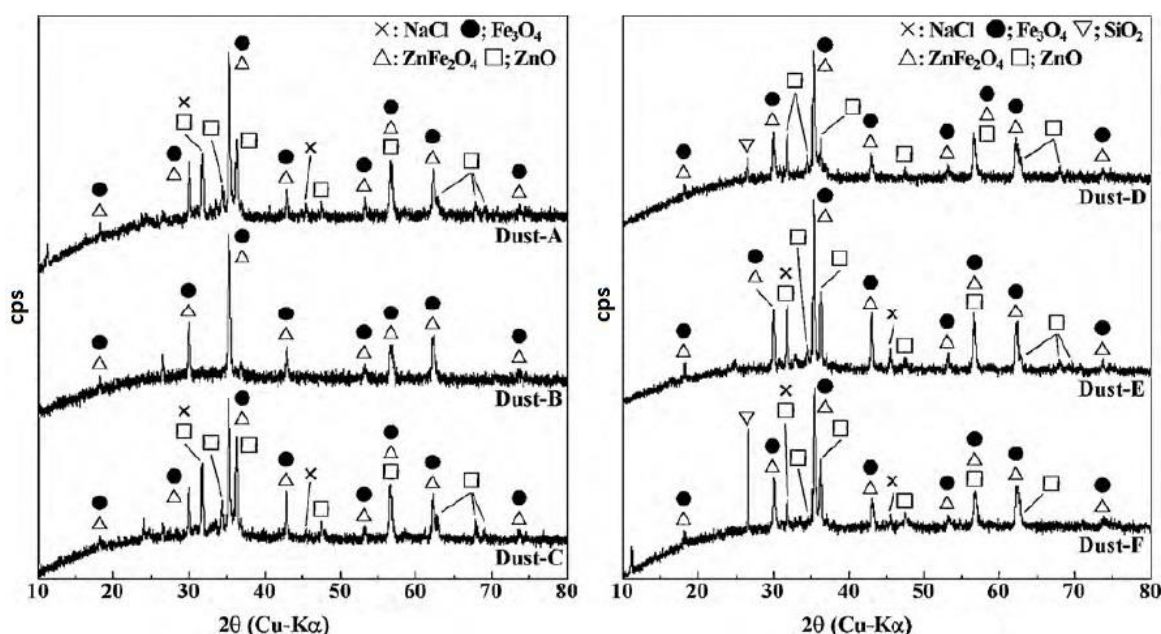 ×: NaCl ●; Fe₃O₄
△: ZnFe₂O₄ □; ZnO
Dust-A
Dust-B
Dust-C
cps
10 20 30 40 50 60 70 80
2θ (Cu-Kα)
×: NaCl ●; Fe₃O₄ ▽; SiO₂
△: ZnFe₂O₄ □; ZnO
Dust-D
Dust-E
Dust-F
cps
10 20 30 40 50 60 70 80
2θ (Cu-Kα)